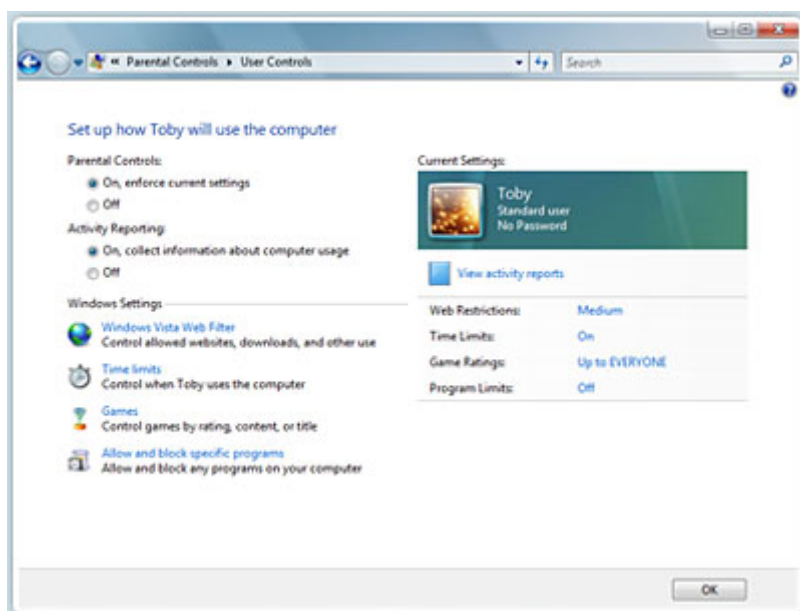 « Parental Controls ▸ User Controls
Search
Set up how Toby will use the computer
Parental Controls:
On, enforce current settings
Off
Activity Reporting:
On, collect information about computer usage
Off
Windows Settings
Windows Vista Web Filter
Control allowed websites, downloads, and other use
Time limits
Control when Toby uses the computer
Games
Control games by rating, content, or title
Allow and block specific programs
Allow and block any programs on your computer
Current Settings:
Toby
Standard user
No Password
View activity reports
Web Restrictions: Medium
Time Limits: On
Game Ratings: Up to EVERYONE
Program Limits: Off
OK